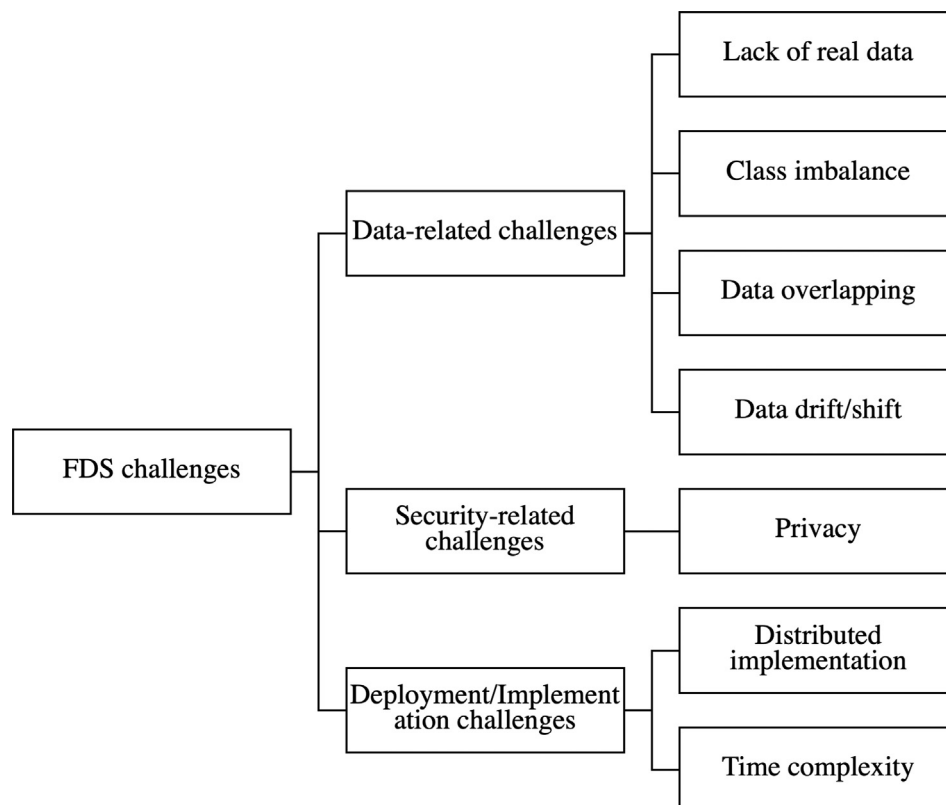 Lack of real data
Class imbalance
Data-related challenges
Data overlapping
Data drift/shift
FDS challenges
Security-related
challenges
Privacy
Distributed
implementation
Deployment/Implement
ation challenges
Time complexity